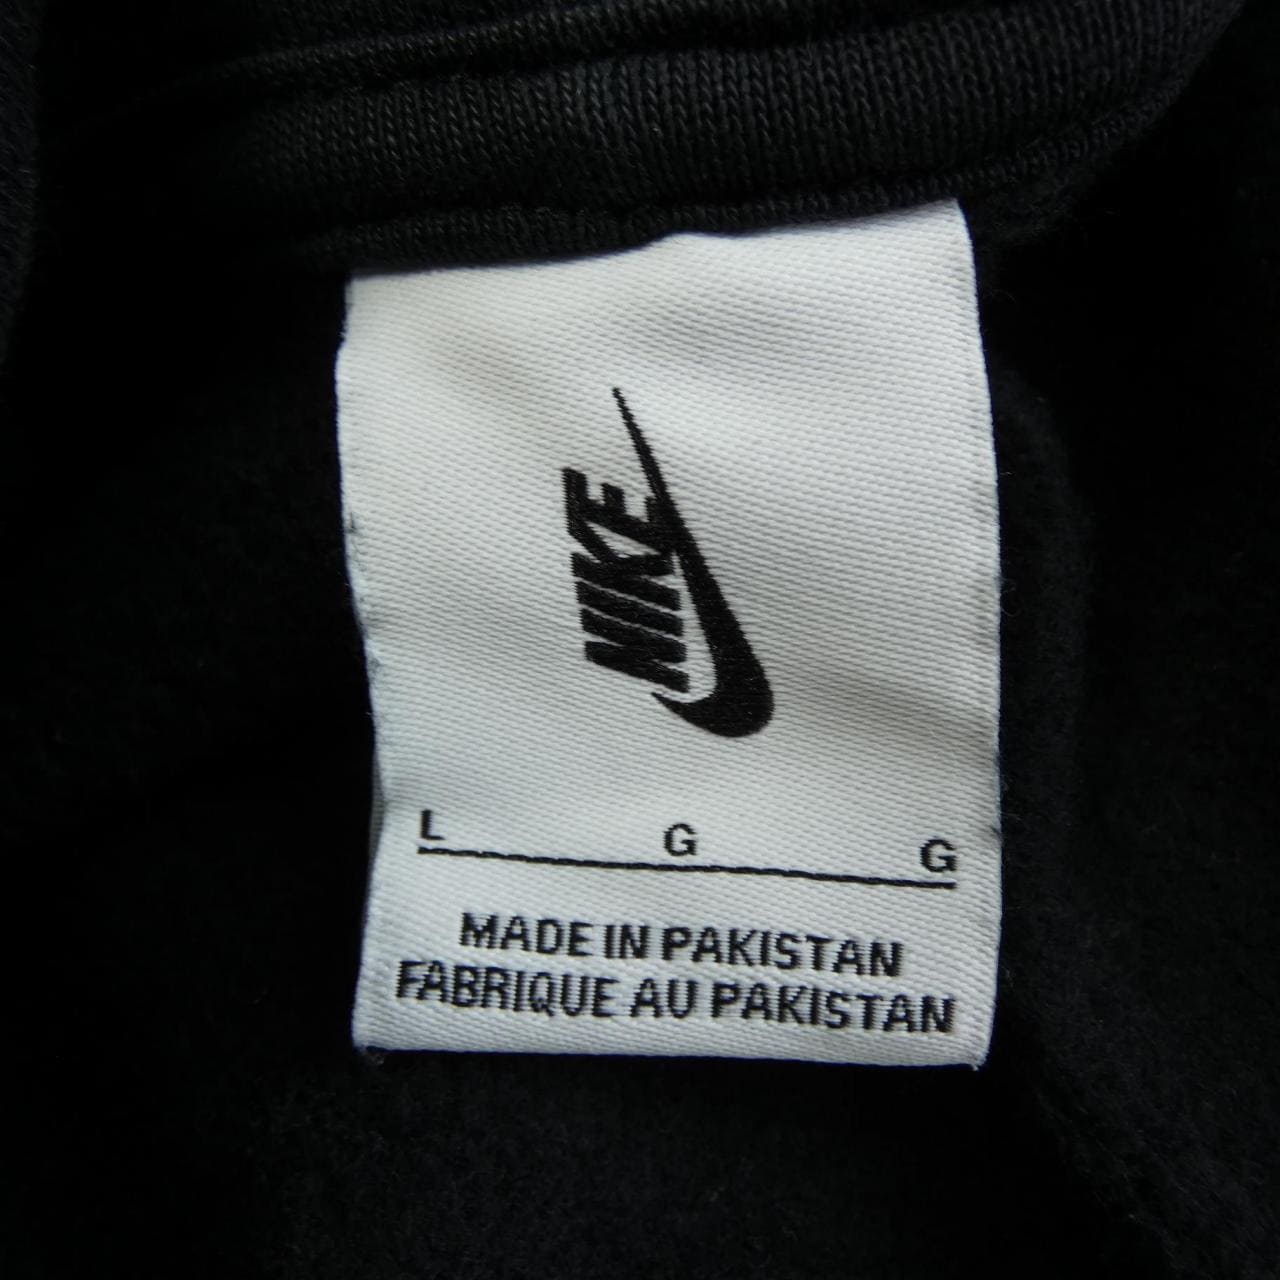 NIKE
L G G
MADE IN PAKISTAN
FABRIQUE AU PAKISTAN